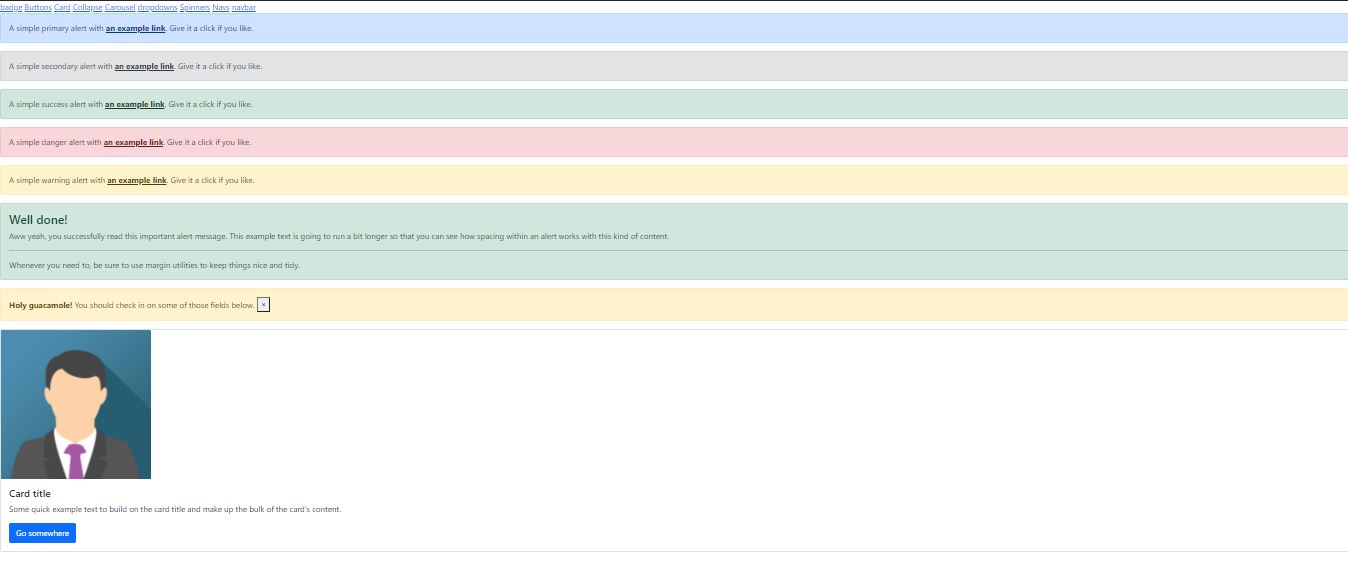 badge Buttons Card Collapse Carousel dropdowns Spinners Navs navbar
A simple primary alert with an example link. Give it a click if you like.
A simple secondary alert with an example link. Give it a click if you like.
A simple success alert with an example link. Give it a click if you like.
A simple danger alert with an example link. Give it a click if you like.
A simple warning alert with an example link. Give it a click if you like.
Well done!
Aww yeah, you successfully read this important alert message. This example text is going to run a bit longer so that you can see how spacing within an alert works with this kind of content.
Whenever you need to, be sure to use margin utilities to keep things nice and tidy.
Holy guacamole! You should check in on some of those fields below. ×
Card title
Some quick example text to build on the card title and make up the bulk of the card's content.
Go somewhere